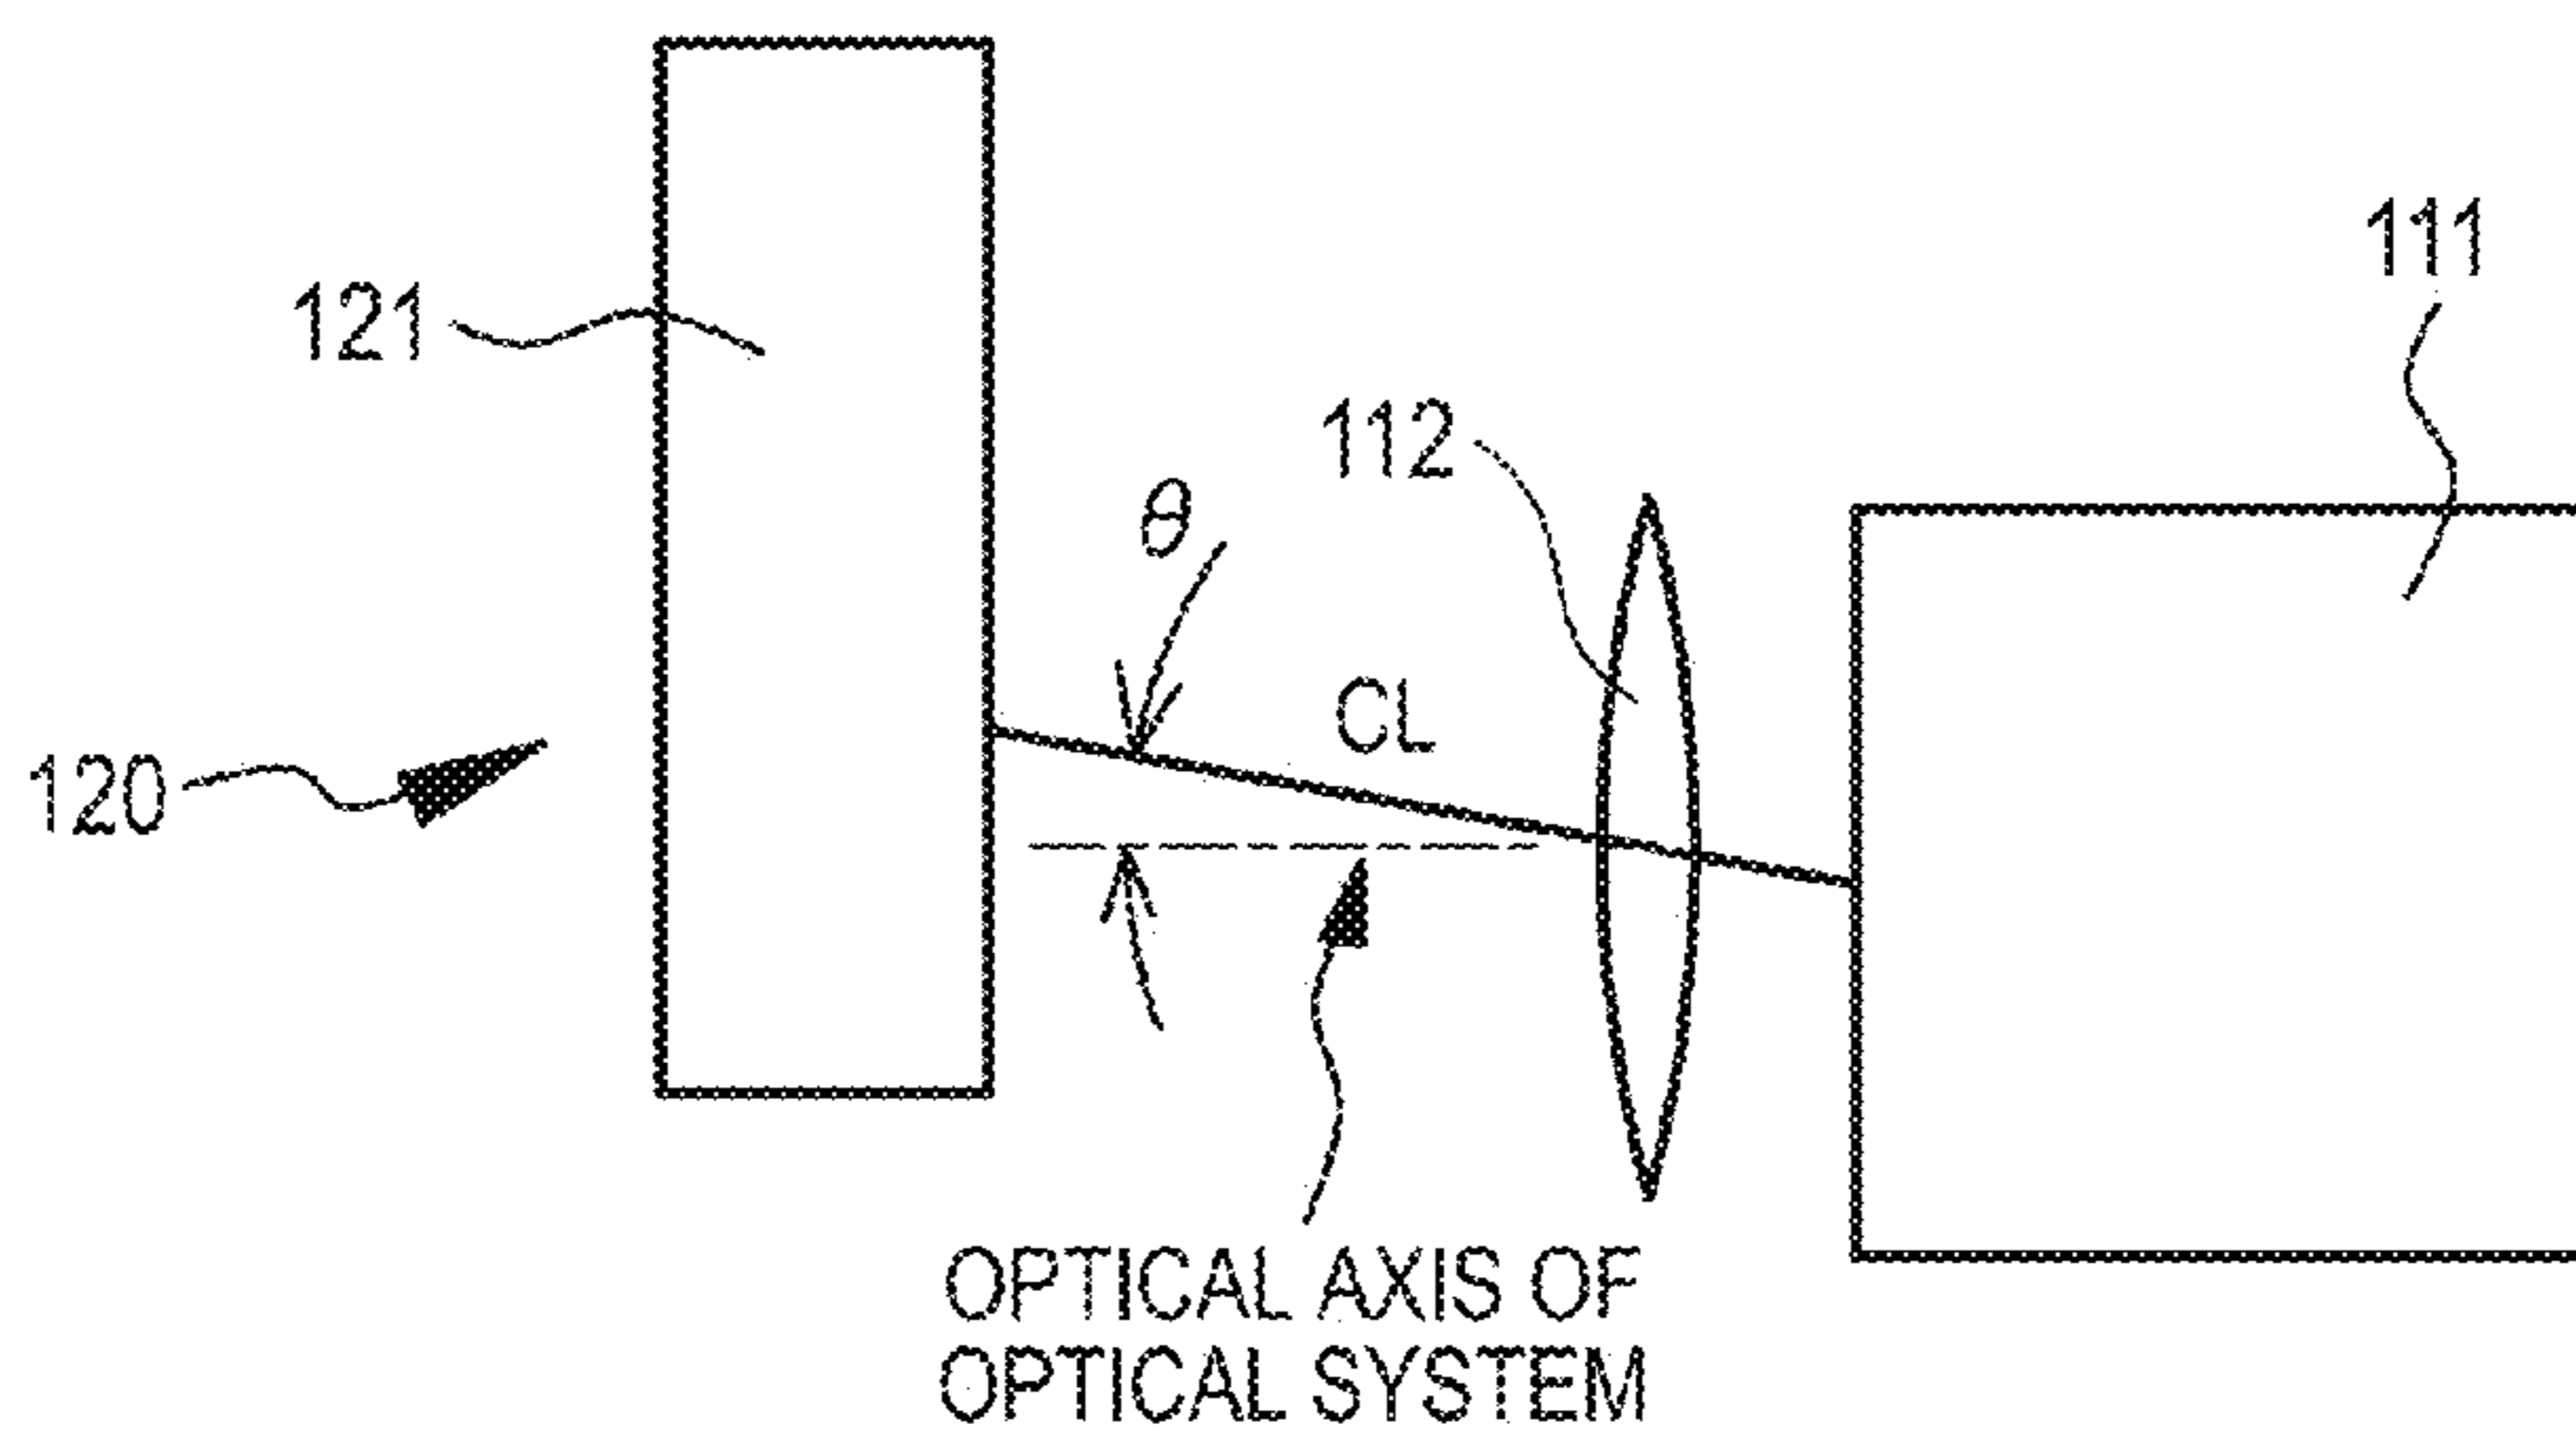 111
121
112
θ
CL
120
OPTICAL AXIS OF
OPTICAL SYSTEM